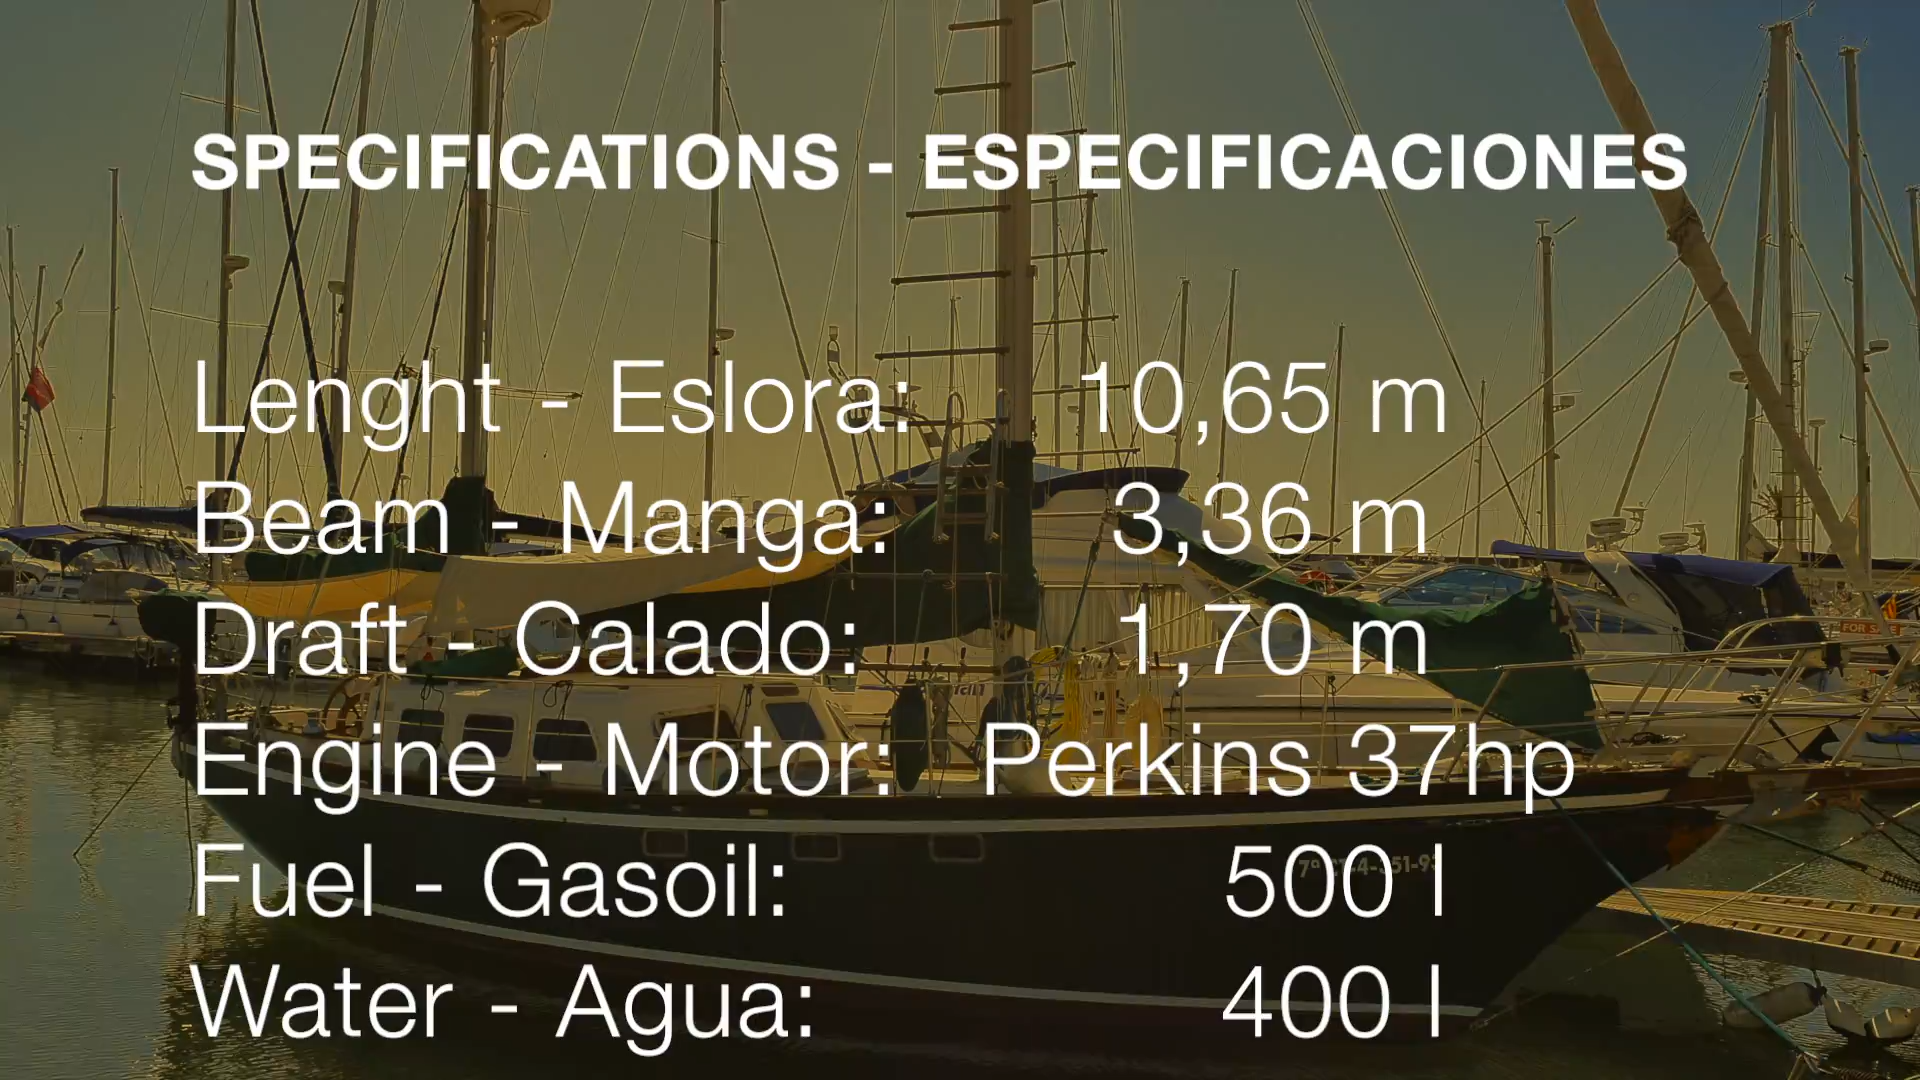 SPECIFICATIONS - ESPECIFICACIONES
Lenght - Eslora: 10,65 m
Beam - Manga: 3,36 m
Draft - Calado: 1,70 m
Engine - Motor: Perkins 37hp
Fuel - Gasoil: 500 l
Water - Agua: 400 l